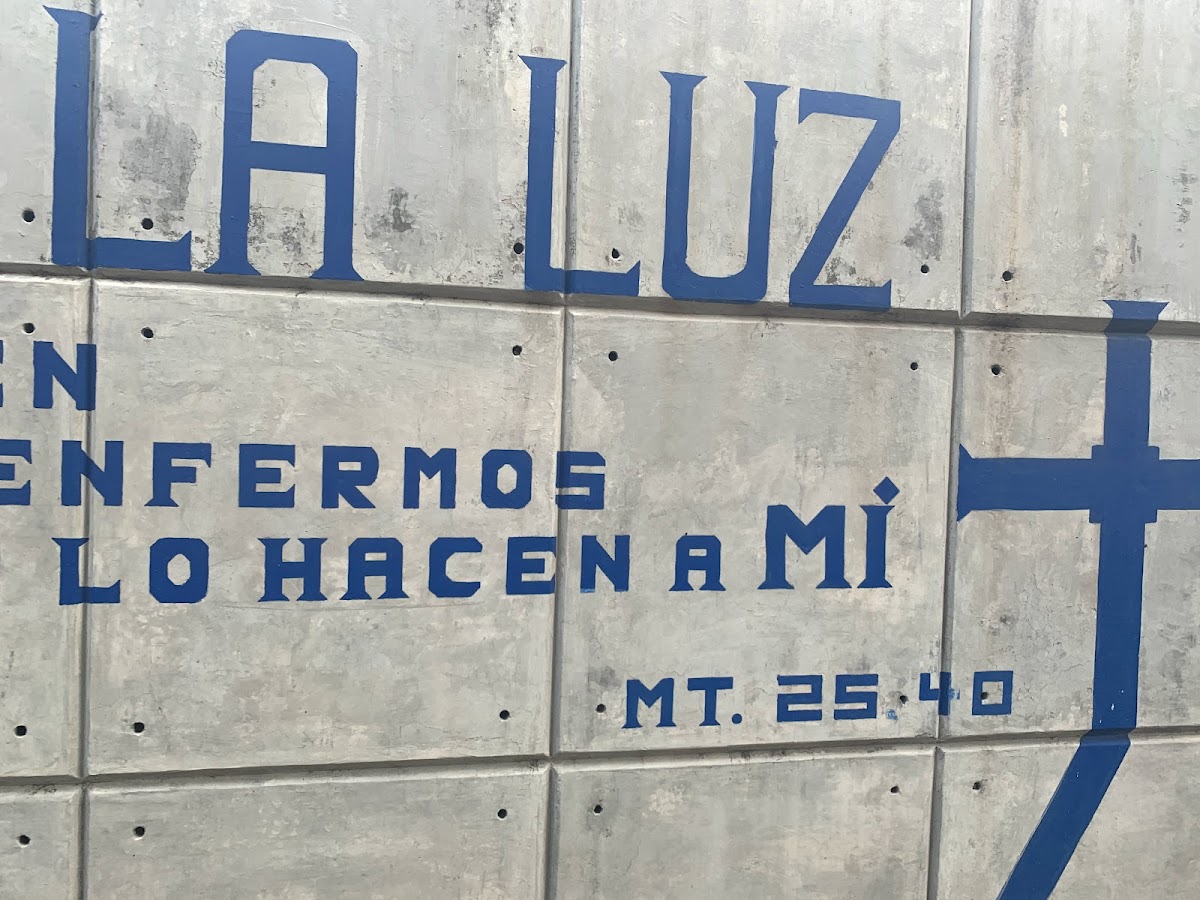 LA LUZ
EN
ENFERMOS
LO HACEN A MÍ
MT. 25.40